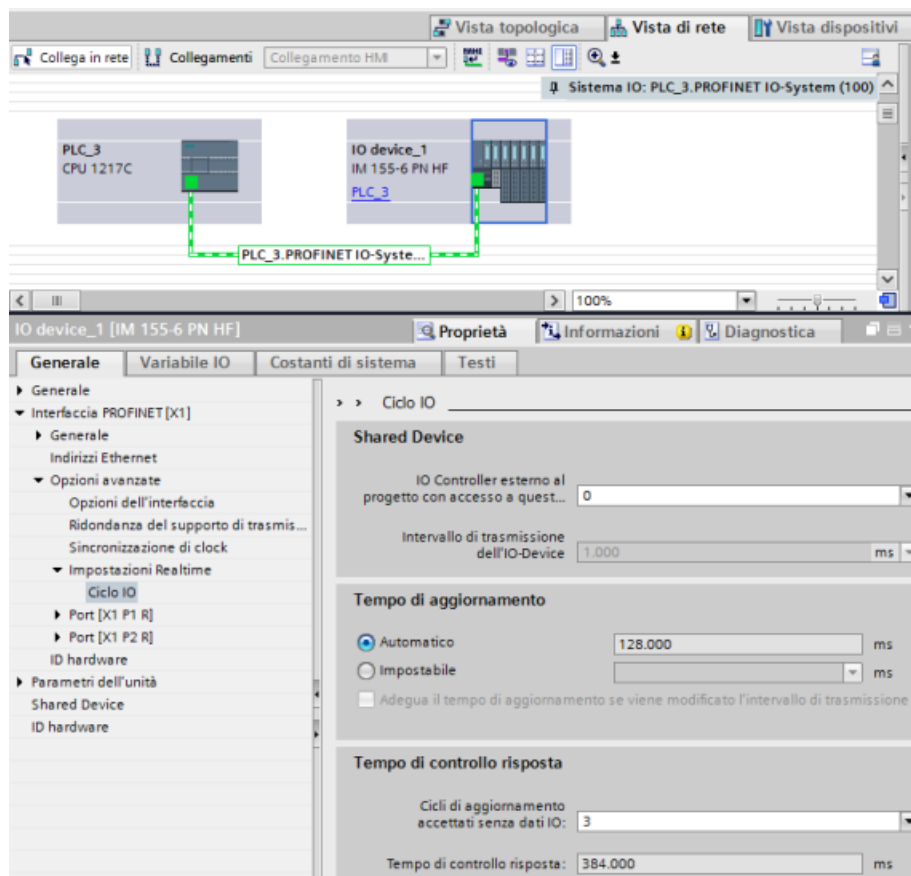 Vista topologica
Vista di rete
Vista dispositivi
Collega in rete
Collegamenti
Collegamento HMI
Sistema IO: PLC_3.PROFINET IO-System (100)
PLC_3
CPU 1217C
IO device_1
IM 155-6 PN HF
PLC_3
PLC_3.PROFINET IO-Syste...
100%
IO device_1 [IM 155-6 PN HF]
Proprietà
Informazioni
Diagnostica
Generale
Variabile IO
Costanti di sistema
Testi
Generale
Interfaccia PROFINET [X1]
Generale
Indirizzi Ethernet
Opzioni avanzate
Opzioni dell'interfaccia
Ridondanza del supporto di trasmis...
Sincronizzazione di clock
Impostazioni Realtime
Ciclo IO
Port [X1 P1 R]
Port [X1 P2 R]
ID hardware
Parametri dell'unità
Shared Device
ID hardware
> > Ciclo IO
Shared Device
IO Controller esterno al
progetto con accesso a quest... 0
Intervallo di trasmissione
dell'IO-Device 1.000 ms
Tempo di aggiornamento
Automatico 128.000 ms
Impostabile ms
Adegua il tempo di aggiornamento se viene modificato l'intervallo di trasmissione
Tempo di controllo risposta
Cicli di aggiornamento
accettati senza dati IO: 3
Tempo di controllo risposta: 384.000 ms